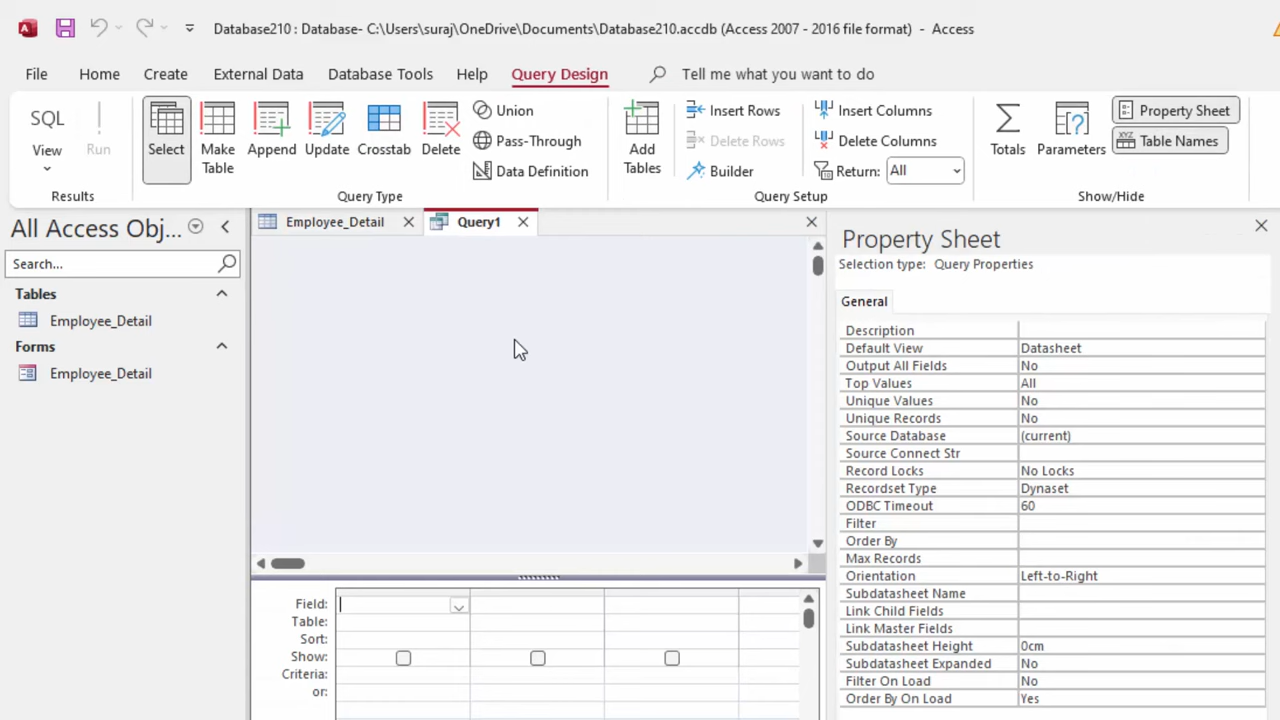 Database210 : Database- C:\Users\suraj\OneDrive\Documents\Database210.accdb (Access 2007 - 2016 file format) - Access
File Home Create External Data Database Tools Help Query Design Tell me what you want to do
SQL
View
Run
Results
Select
Make
Table
Append
Update
Crosstab
Delete
Union
Pass-Through
Data Definition
Query Type
Add
Tables
Insert Rows
Delete Rows
Builder
Insert Columns
Delete Columns
Return: All
Query Setup
Totals
Parameters
Property Sheet
XYZ Table Names
Show/Hide
All Access Obj...
Search...
Tables
Employee_Detail
Forms
Employee_Detail
Employee_Detail
Query1
Field:
Table:
Sort:
Show:
Criteria:
or:
Property Sheet
Selection type: Query Properties
General
Description
Default View Datasheet
Output All Fields No
Top Values All
Unique Values No
Unique Records No
Source Database (current)
Source Connect Str
Record Locks No Locks
Recordset Type Dynaset
ODBC Timeout 60
Filter
Order By
Max Records
Orientation Left-to-Right
Subdatasheet Name
Link Child Fields
Link Master Fields
Subdatasheet Height 0cm
Subdatasheet Expanded No
Filter On Load No
Order By On Load Yes